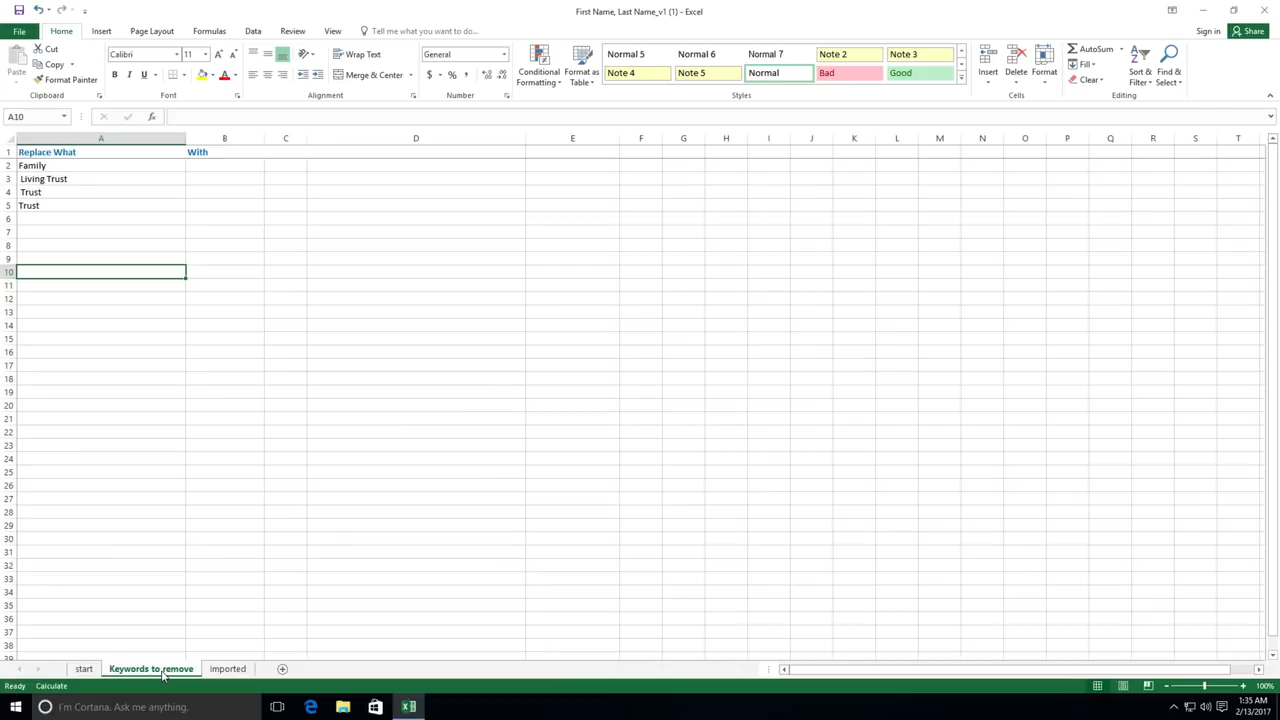 First Name, Last Name_v1 (1) - Excel
File Home Insert Page Layout Formulas Data Review View Tell me what you want to do... Sign in Share
Paste
Cut
Copy
Format Painter
Clipboard
Calibri 11
B I U A
Font
Wrap Text
Merge & Center
Alignment
General
$ % ,
Number
Conditional Formatting
Format as Table
Normal 5 Normal 6 Normal 7 Note 2 Note 3
Note 4 Note 5 Normal Bad Good
Styles
Insert Delete Format
Cells
AutoSum
Fill
Clear
Sort & Filter
Find & Select
Editing
A10 fx
A B C D E F G H I J K L M N O P Q R S T
1 Replace What With
2 Family
3 Living Trust
4 Trust
5 Trust
6
7
8
9
10
11
12
13
14
15
16
17
18
19
20
21
22
23
24
25
26
27
28
29
30
31
32
33
34
35
36
37
38
39
start Keywords to remove imported
Ready Calculate 100%
I'm Cortana. Ask me anything.
1:35 AM
2/13/2017